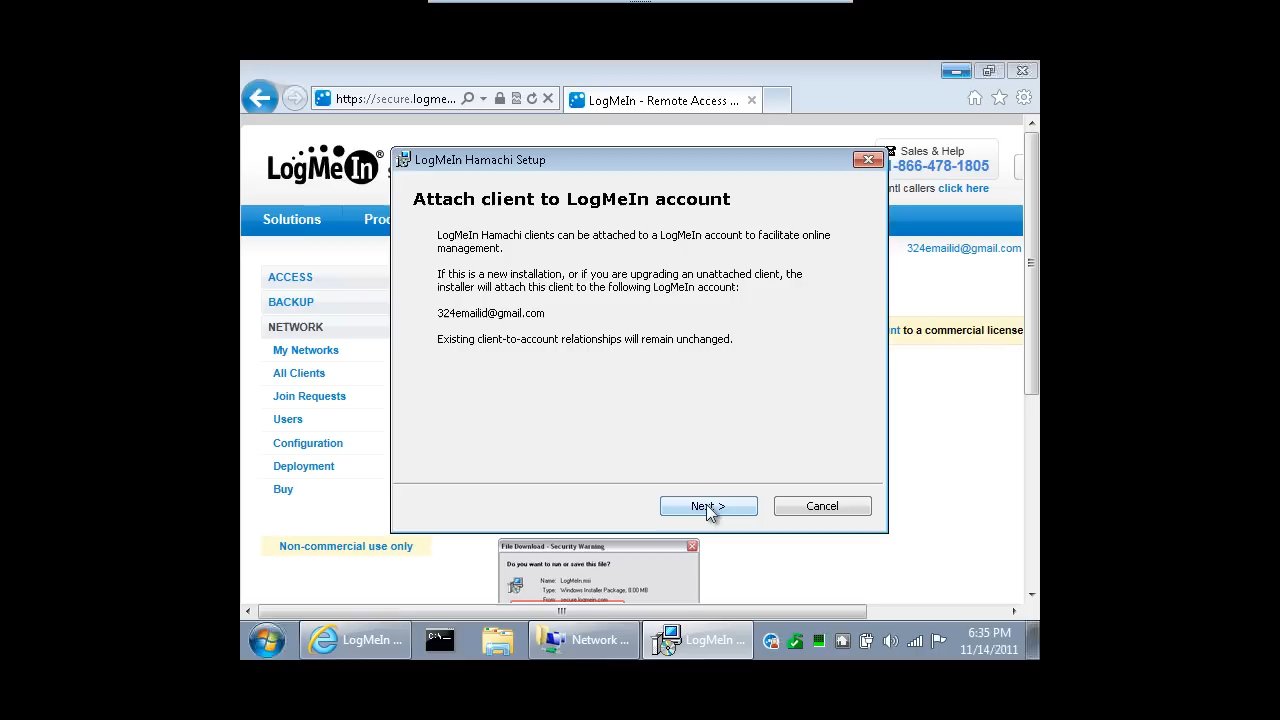 https://secure.logme...
LogMeIn - Remote Access ...
LogMeIn®
Sales & Help
1-866-478-1805
ntl callers click here
Solutions
Proc
324emailid@gmail.com
LogMeIn Hamachi Setup
Attach client to LogMeIn account
LogMeIn Hamachi clients can be attached to a LogMeIn account to facilitate online
management.
If this is a new installation, or if you are upgrading an unattached client, the
installer will attach this client to the following LogMeIn account:
324emailid@gmail.com
Existing client-to-account relationships will remain unchanged.
Next >
Cancel
ACCESS
BACKUP
NETWORK
My Networks
All Clients
Join Requests
Users
Configuration
Deployment
Buy
nt to a commercial license
Non-commercial use only
File Download - Security Warning
Do you want to run or save this file?
Name: LogMeIn.msi
Type: Windows Installer Package, 8.00 MB
From: secure.logmein.com
LogMeIn ...
C:\_
Network ...
LogMeIn ...
6:35 PM
11/14/2011